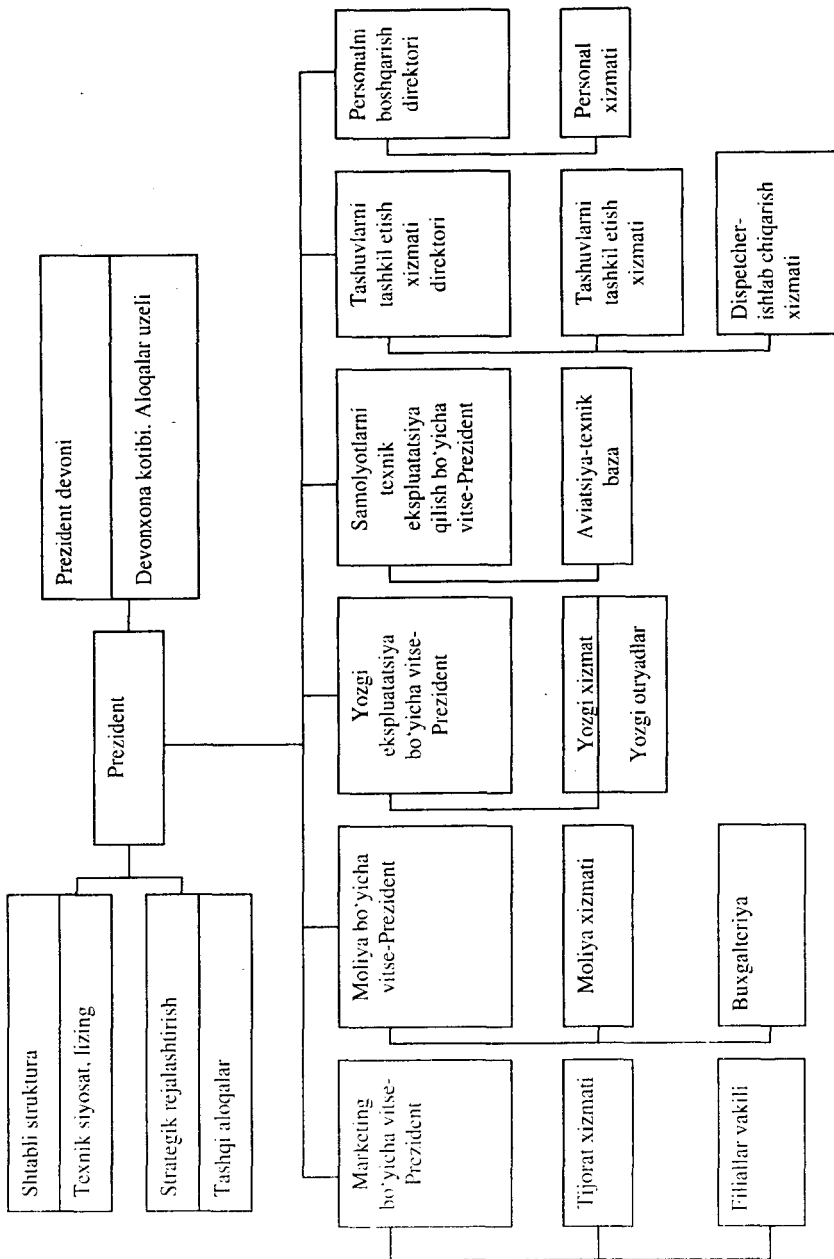 Shtabli struktura
Texnik siyosat, lizing
Strategik rejalashtirish
Tashqi aloqalar
Prezident
Prezident devoni
Devonxona kotibi. Aloqalar uzeli
Marketing
bo‘yicha vitse-
Prezident
Tijorat xizmati
Filiallar vakili
Moliya bo‘yicha
vitse-Prezident
Moliya xizmati
Buxgalteriya
Yozgi
ekspluatatsiya
bo‘yicha vitse-
Prezident
Yozgi xizmat
Yozgi otryadlar
Samolyotlarni
texnik
ekspluatatsiya
qilish bo‘yicha
vitse-Prezident
Aviatsiya-texnik
baza
Tashuvlarni
tashkil etish
xizmati
direktori
Tashuvlarni
tashkil etish
xizmati
Dispetcher-
ishlab chiqarish
xizmati
Personalni
boshqarish
direktori
Personal
xizmati